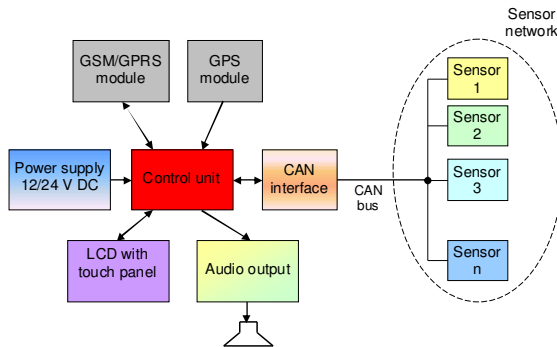 Sensor
network
GSM/GPRS
module
GPS
module
Sensor
1
Sensor
2
Power supply
12/24 V DC
Control unit
CAN
interface
CAN
bus
Sensor
3
LCD with
touch panel
Audio output
Sensor
n